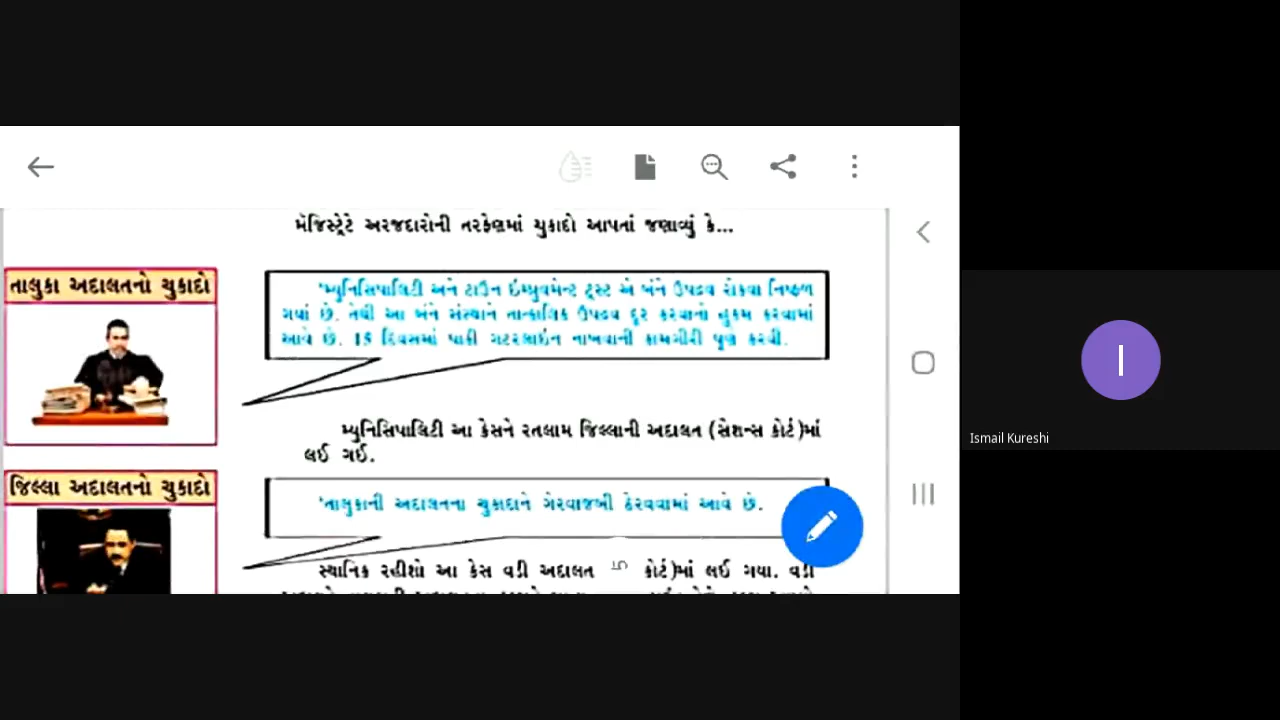 મૅજિસ્ટ્રેટે અરજદારોની તરફેણમાં ચુકાદો આપતાં જણાવ્યું કે...
તાલુકા અદાલતનો ચુકાદો
'મ્યુનિસિપાલિટી અને ટાઉન ઇમ્પ્રુવમેન્ટ ટ્રસ્ટ એ બંને ઉપદ્રવ રોકવા નિષ્ફળ
ગયાં છે. તેથી આ બંને સંસ્થાને તાત્કાલિક ઉપદ્રવ દૂર કરવાનો હુકમ કરવામાં
આવે છે. 15 દિવસમાં પાકી ગટરલાઇન નાખવાની કામગીરી પૂર્ણ કરવી.
મ્યુનિસિપાલિટી આ કેસને રતલામ જિલ્લાની અદાલત (સેશન્સ કોર્ટ)માં
લઈ ગઈ.
જિલ્લા અદાલતનો ચુકાદો
'તાલુકાની અદાલતના ચુકાદાને ગેરવાજબી ઠેરવવામાં આવે છે.
સ્થાનિક રહીશો આ કેસ વડી અદાલત કોર્ટ)માં લઈ ગયા. વડી
I
Ismail Kureshi